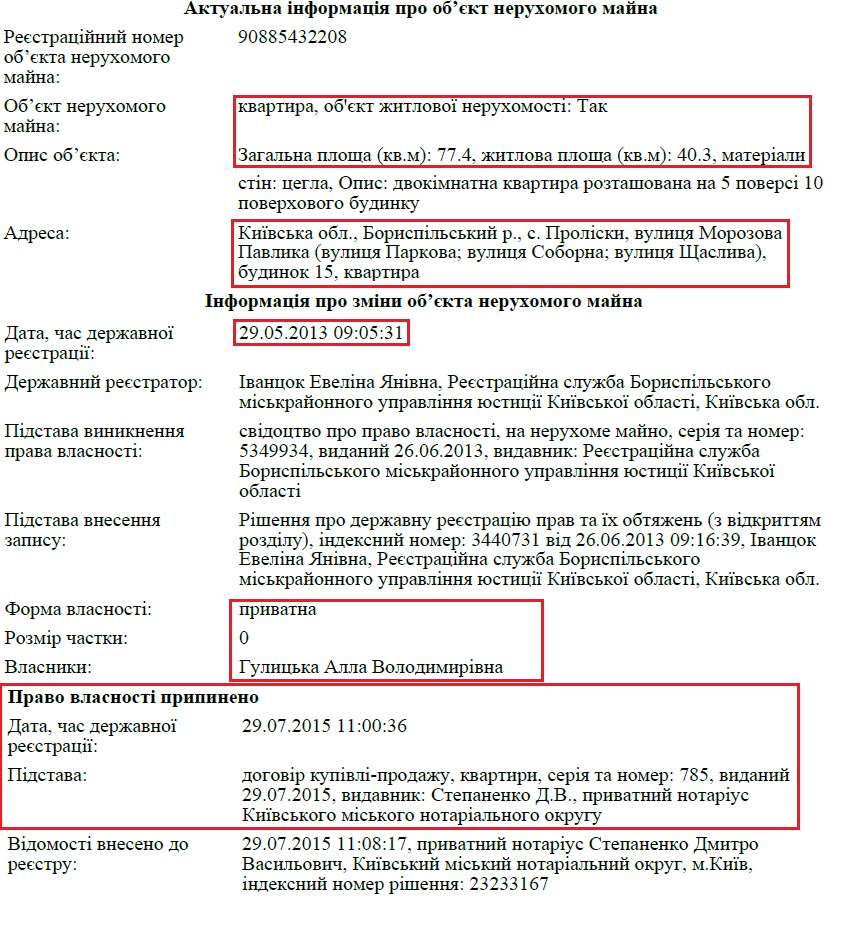 Актуальна інформація про об’єкт нерухомого майна
Реєстраційний номер
об’єкта нерухомого
майна:
90885432208
Об’єкт нерухомого
майна:
квартира, об'єкт житлової нерухомості: Так
Опис об’єкта:
Загальна площа (кв.м): 77.4, житлова площа (кв.м): 40.3, матеріали
стін: цегла, Опис: двокімнатна квартира розташована на 5 поверсі 10
поверхового будинку
Адреса:
Київська обл., Бориспільський р., с. Проліски, вулиця Морозова
Павлика (вулиця Паркова; вулиця Соборна; вулиця Щаслива),
будинок 15, квартира
Інформація про зміни об’єкта нерухомого майна
Дата, час державної
реєстрації:
29.05.2013 09:05:31
Державний реєстратор:
Іванцок Евеліна Янівна, Реєстраційна служба Бориспільського
міськрайонного управління юстиції Київської області, Київська обл.
Підстава виникнення
права власності:
свідоцтво про право власності, на нерухоме майно, серія та номер:
5349934, виданий 26.06.2013, видавник: Реєстраційна служба
Бориспільського міськрайонного управління юстиції Київської
області
Підстава внесення
запису:
Рішення про державну реєстрацію прав та їх обтяжень (з відкриттям
розділу), індексний номер: 3440731 від 26.06.2013 09:16:39, Іванцок
Евеліна Янівна, Реєстраційна служба Бориспільського
міськрайонного управління юстиції Київської області, Київська обл.
Форма власності:
приватна
Розмір частки:
0
Власники:
Гулицька Алла Володимирівна
Право власності припинено
Дата, час державної
реєстрації:
29.07.2015 11:00:36
Підстава:
договір купівлі-продажу, квартири, серія та номер: 785, виданий
29.07.2015, видавник: Степаненко Д.В., приватний нотаріус
Київського міського нотаріального округу
Відомості внесено до
реєстру:
29.07.2015 11:08:17, приватний нотаріус Степаненко Дмитро
Васильович, Київський міський нотаріальний округ, м.Київ,
індексний номер рішення: 23233167